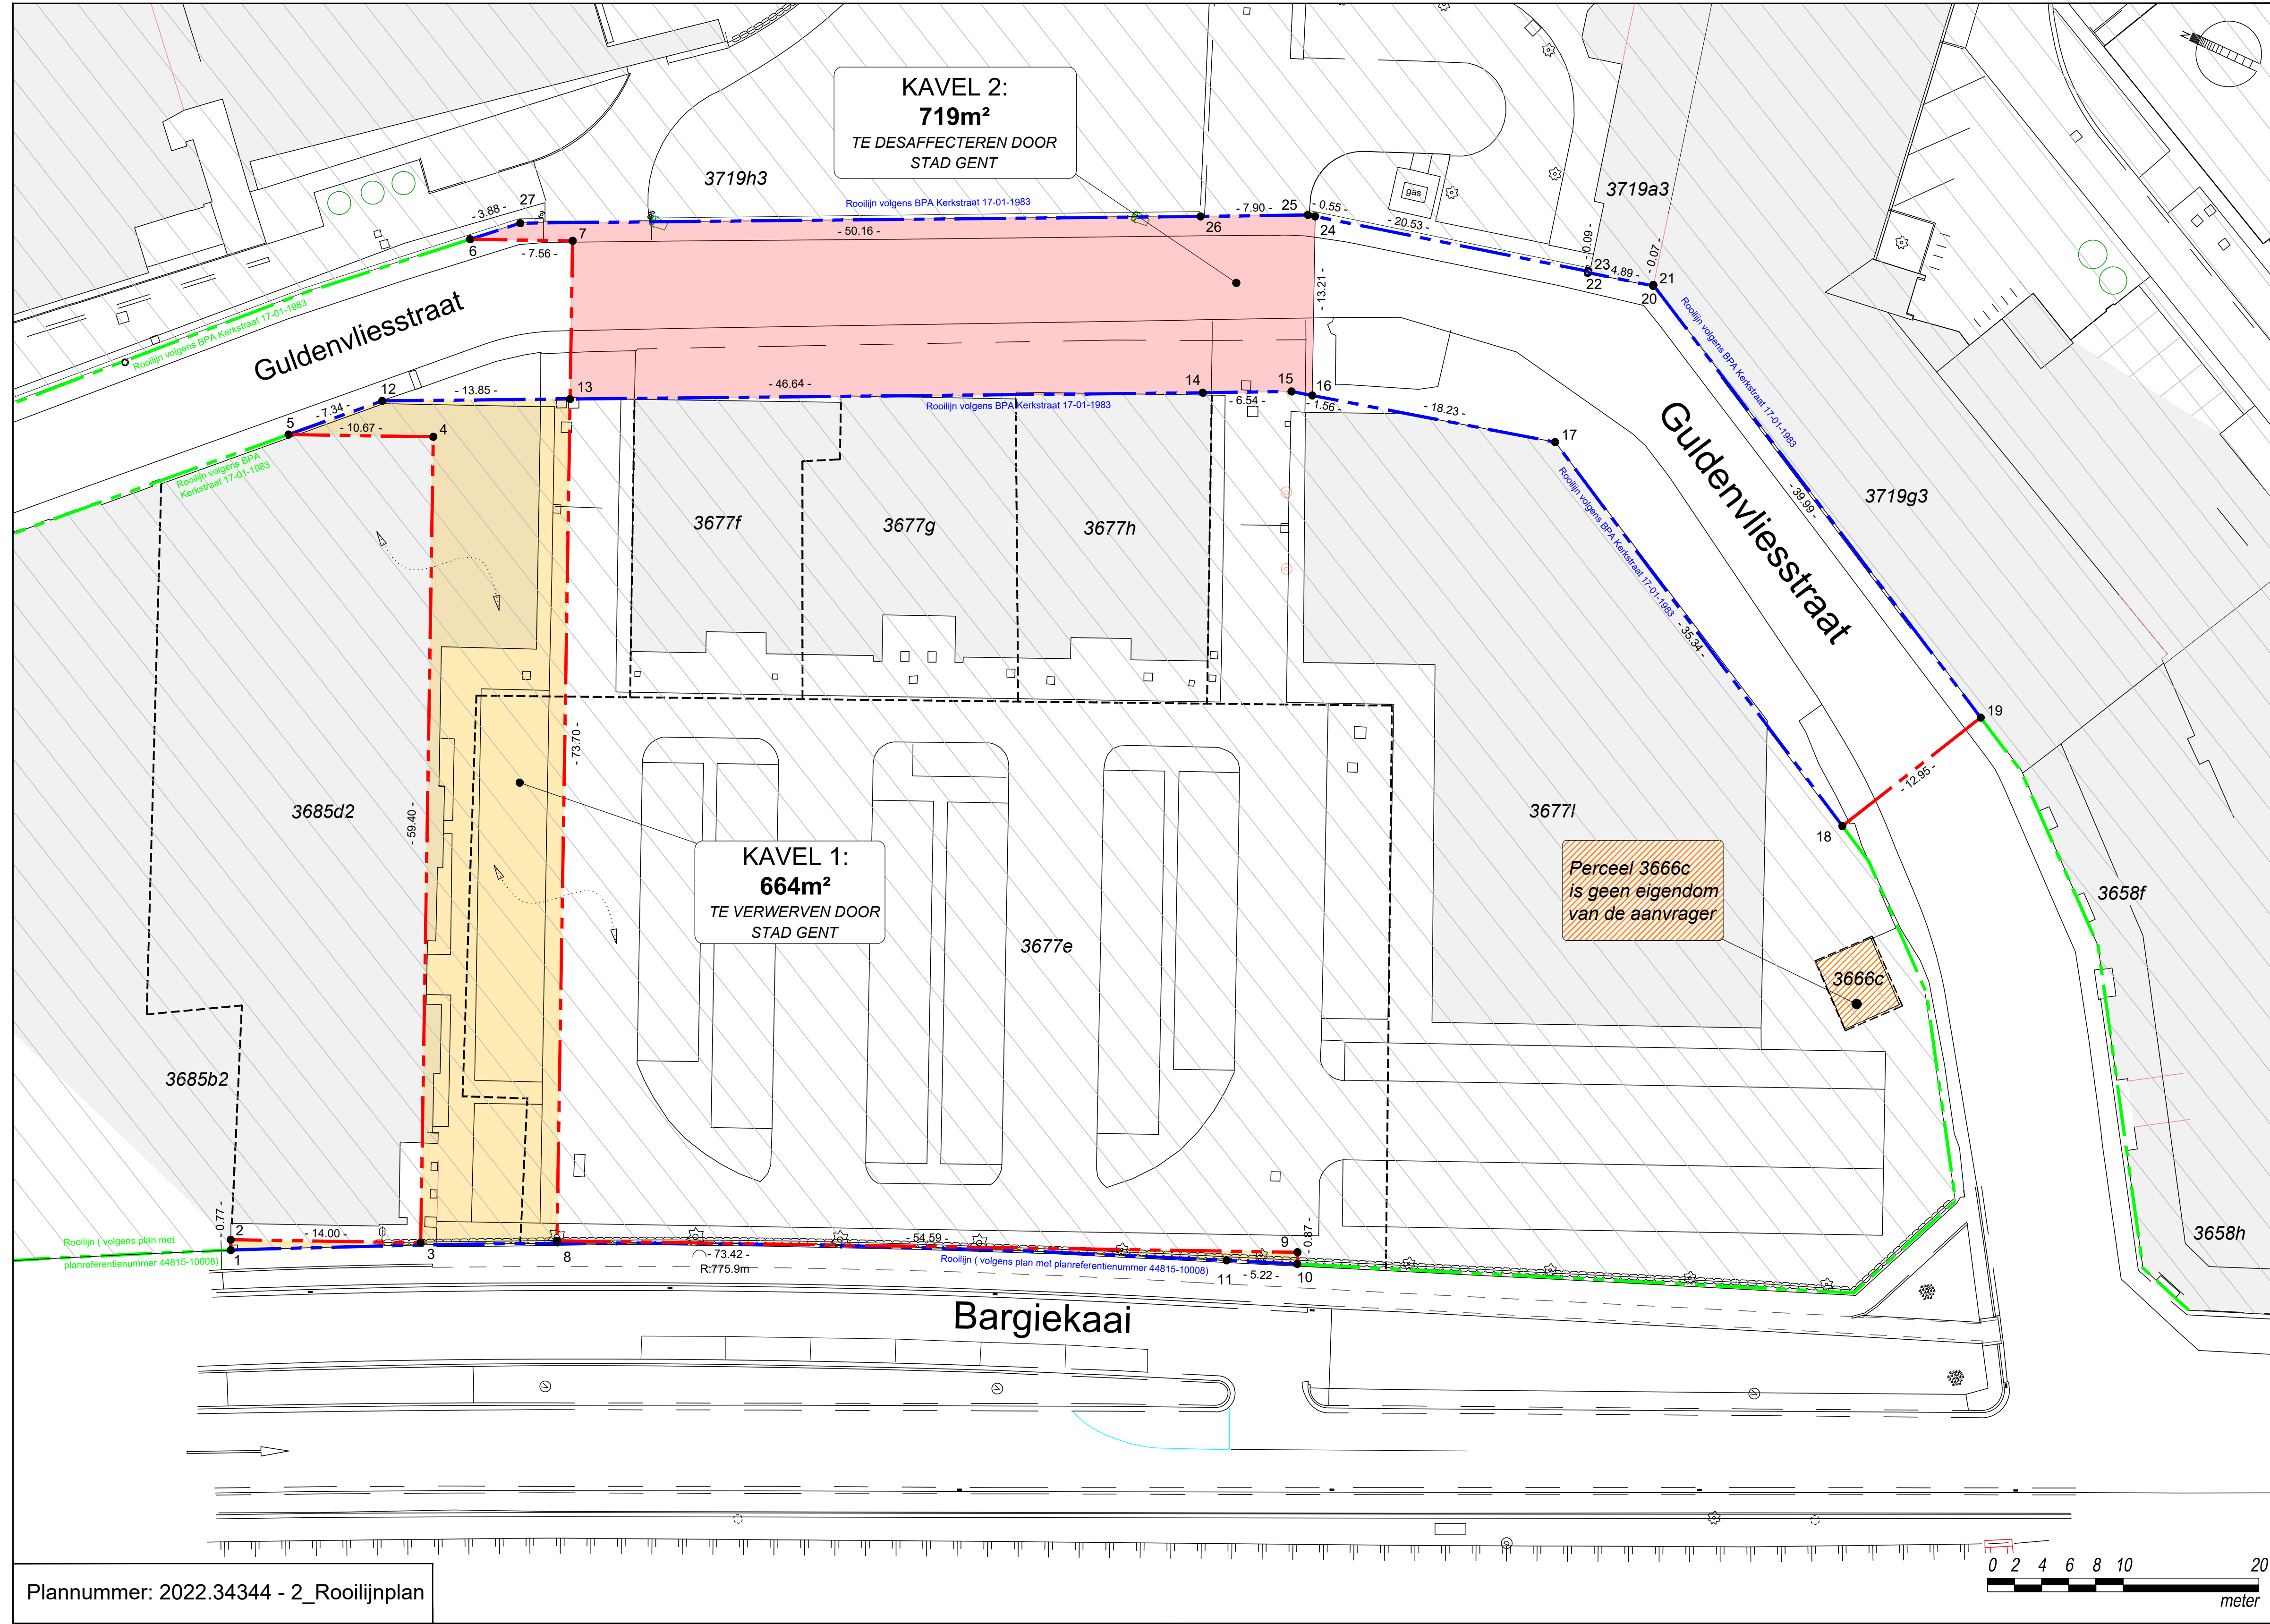 KAVEL 2:
719m²
TE DESAFFECTEREN DOOR
STAD GENT
N
3719h3
3719a3
gas
Rooilijn volgens BPA Kerkstraat 17-01-1983
- 3.88 -
27
6
7
- 7.56 -
- 50.16 -
26
- 7.90 -
25
- 0.55 -
24
- 20.53 -
- 0.09 -
23
22
4.89 -
- 0.07 -
21
20
- 13.21 -
Guldenvliesstraat
Rooilijn volgens BPA Kerkstraat 17-01-1983
Rooilijn volgens BPA Kerkstraat 17-01-1983
12
- 13.85 -
13
- 46.64 -
14
15
16
- 6.54 -
- 1.56 -
- 18.23 -
17
5
- 7.34 -
- 10.67 -
4
Rooilijn volgens BPA Kerkstraat 17-01-1983
Rooilijn volgens BPA
Kerkstraat 17-01-1983
Guldenvliesstraat
- 39.99 -
3719g3
3677f
3677g
3677h
Rooilijn volgens BPA Kerkstraat 17-01-1983
- 35.34 -
19
- 12.95 -
18
- 73.70 -
- 59.40 -
3685d2
KAVEL 1:
664m²
TE VERWERVEN DOOR
STAD GENT
3677e
3677l
Perceel 3666c
is geen eigendom
van de aanvrager
3658f
3666c
3685b2
3658h
- 0.77 -
2
- 14.00 -
1
3
8
- 54.59 -
- 73.42 -
R:775.9m
9
- 0.87 -
10
11
- 5.22 -
Rooilijn ( volgens plan met
planreferentienummer 44815-10008)
Rooilijn ( volgens plan met planreferentienummer 44815-10008)
Bargiekaai
Plannummer: 2022.34344 - 2_Rooilijnplan
0 2 4 6 8 10 20
meter